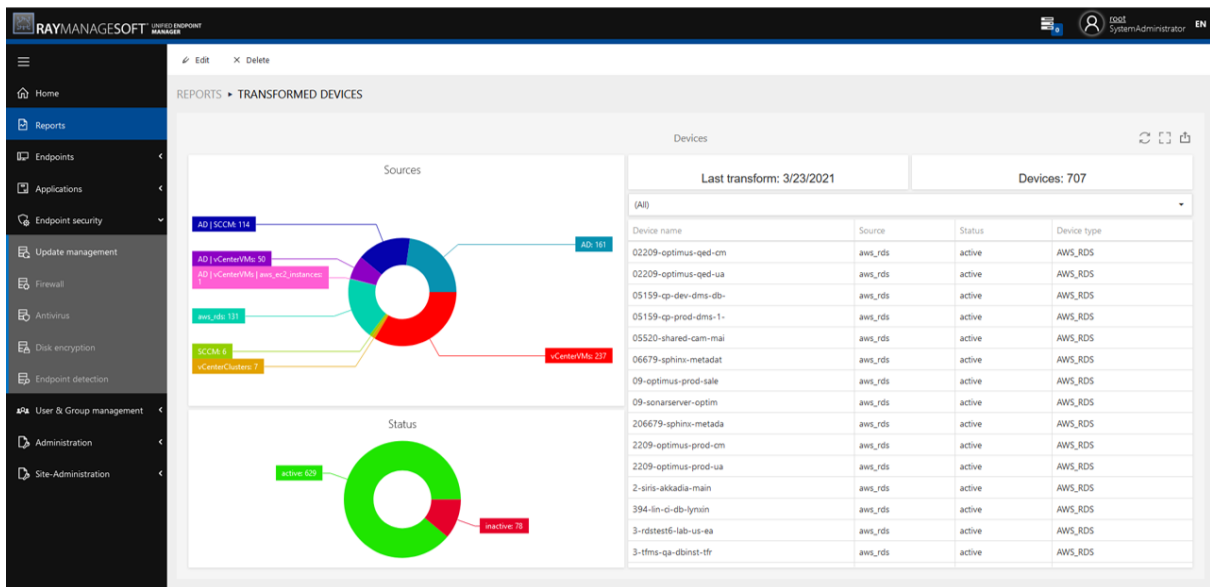 RAYMANAGESOFT UNIFIED ENDPOINT MANAGER
0
root
SystemAdministrator
EN
Edit
Delete
Home
Reports
Endpoints
Applications
Endpoint security
Update management
Firewall
Antivirus
Disk encryption
Endpoint detection
User & Group management
Administration
Site-Administration
REPORTS ▸ TRANSFORMED DEVICES
Devices
Sources
AD | SCCM: 114
AD: 161
AD | vCenterVMs: 50
AD | vCenterVMs | aws_ec2_instances:
1
aws_rds: 131
SCCM: 6
vCenterClusters: 7
vCenterVMs: 237
Status
active: 629
inactive: 78
Last transform: 3/23/2021
Devices: 707
(All)
Device name Source Status Device type
02209-optimus-qed-cm aws_rds active AWS_RDS
02209-optimus-qed-ua aws_rds active AWS_RDS
05159-cp-dev-dms-db- aws_rds active AWS_RDS
05159-cp-prod-dms-1- aws_rds active AWS_RDS
05520-shared-cam-mai aws_rds active AWS_RDS
06679-sphinx-metadat aws_rds active AWS_RDS
09-optimus-prod-sale aws_rds active AWS_RDS
09-sonarserver-optim aws_rds active AWS_RDS
206679-sphinx-metada aws_rds active AWS_RDS
2209-optimus-prod-cm aws_rds active AWS_RDS
2209-optimus-prod-ua aws_rds active AWS_RDS
2-siris-akkadia-main aws_rds active AWS_RDS
394-lin-ci-db-lynxin aws_rds active AWS_RDS
3-rdstest6-lab-us-ea aws_rds active AWS_RDS
3-tfms-qa-dbinst-tfr aws_rds active AWS_RDS